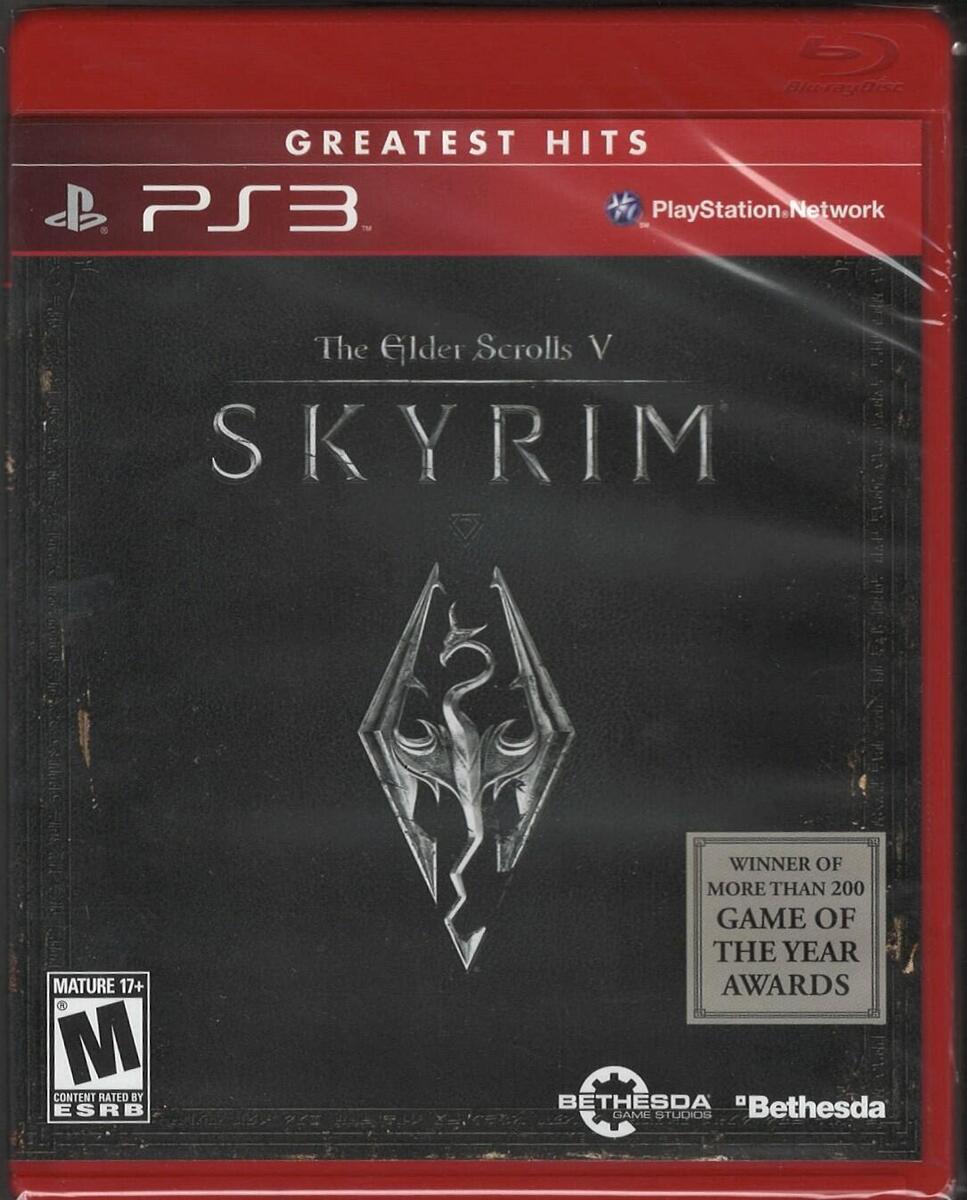 Blu-ray Disc
GREATEST HITS
PS3™
PlayStation®Network
The Elder Scrolls V
SKYRIM®
WINNER OF
MORE THAN 200
GAME OF
THE YEAR
AWARDS
MATURE 17+
M®
CONTENT RATED BY
ESRB
BETHESDA®
GAME STUDIOS
Bethesda